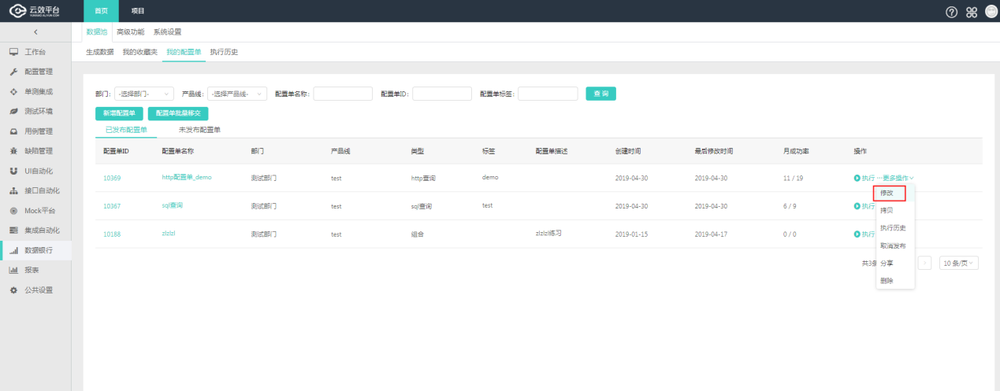 云效平台 首页 项目
YUNXIAO.ALIYUN.COM
数据池 高级功能 系统设置
生成数据 我的收藏夹 我的配置单 执行历史
工作台
配置管理
单测集成
测试环境
用例管理
缺陷管理
UI自动化
接口自动化
Mock平台
集成自动化
数据银行
报表
公共设置
部门: -选择部门- 产品线: -选择产品线- 配置单名称: 配置单ID: 配置单标签: 查 询
新增配置单 配置单批量移交
已发布配置单 未发布配置单
配置单ID 配置单名称 部门 产品线 类型 标签 配置单描述 创建时间 最后修改时间 月成功率 操作
10369 http配置单_demo 测试部门 test http查询 demo 2019-04-30 2019-04-30 11 / 19 执行 ···更多操作
10367 sql查询 测试部门 test sql查询 test 2019-04-30 2019-04-30 6 / 9 执行
10188 zlzlzl 测试部门 test 组合 zlzlzl练习 2019-01-15 2019-04-17 0 / 0 执行
修改
拷贝
执行历史
取消发布
分享
删除
共3条 10 条/页